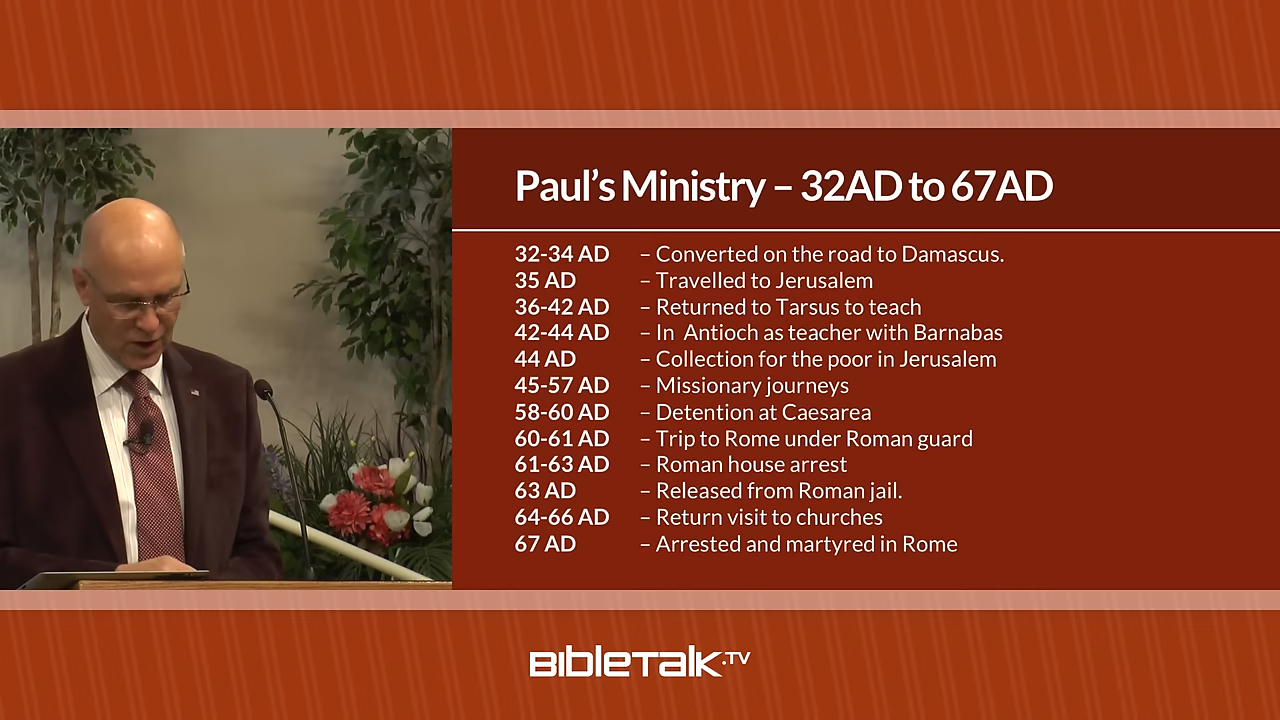 Paul's Ministry – 32AD to 67AD
32-34 AD – Converted on the road to Damascus.
35 AD – Travelled to Jerusalem
36-42 AD – Returned to Tarsus to teach
42-44 AD – In Antioch as teacher with Barnabas
44 AD – Collection for the poor in Jerusalem
45-57 AD – Missionary journeys
58-60 AD – Detention at Caesarea
60-61 AD – Trip to Rome under Roman guard
61-63 AD – Roman house arrest
63 AD – Released from Roman jail.
64-66 AD – Return visit to churches
67 AD – Arrested and martyred in Rome
BibleTalk.TV